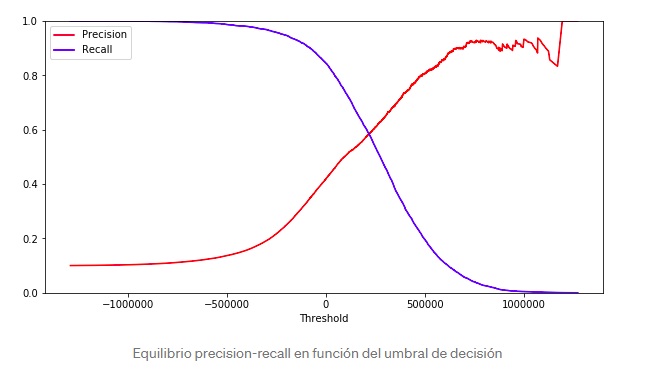 1.0
Precision
Recall
0.8
0.6
0.4
0.2
0.0
−1000000
−500000
0
500000
1000000
Threshold
Equilibrio precision-recall en función del umbral de decisión